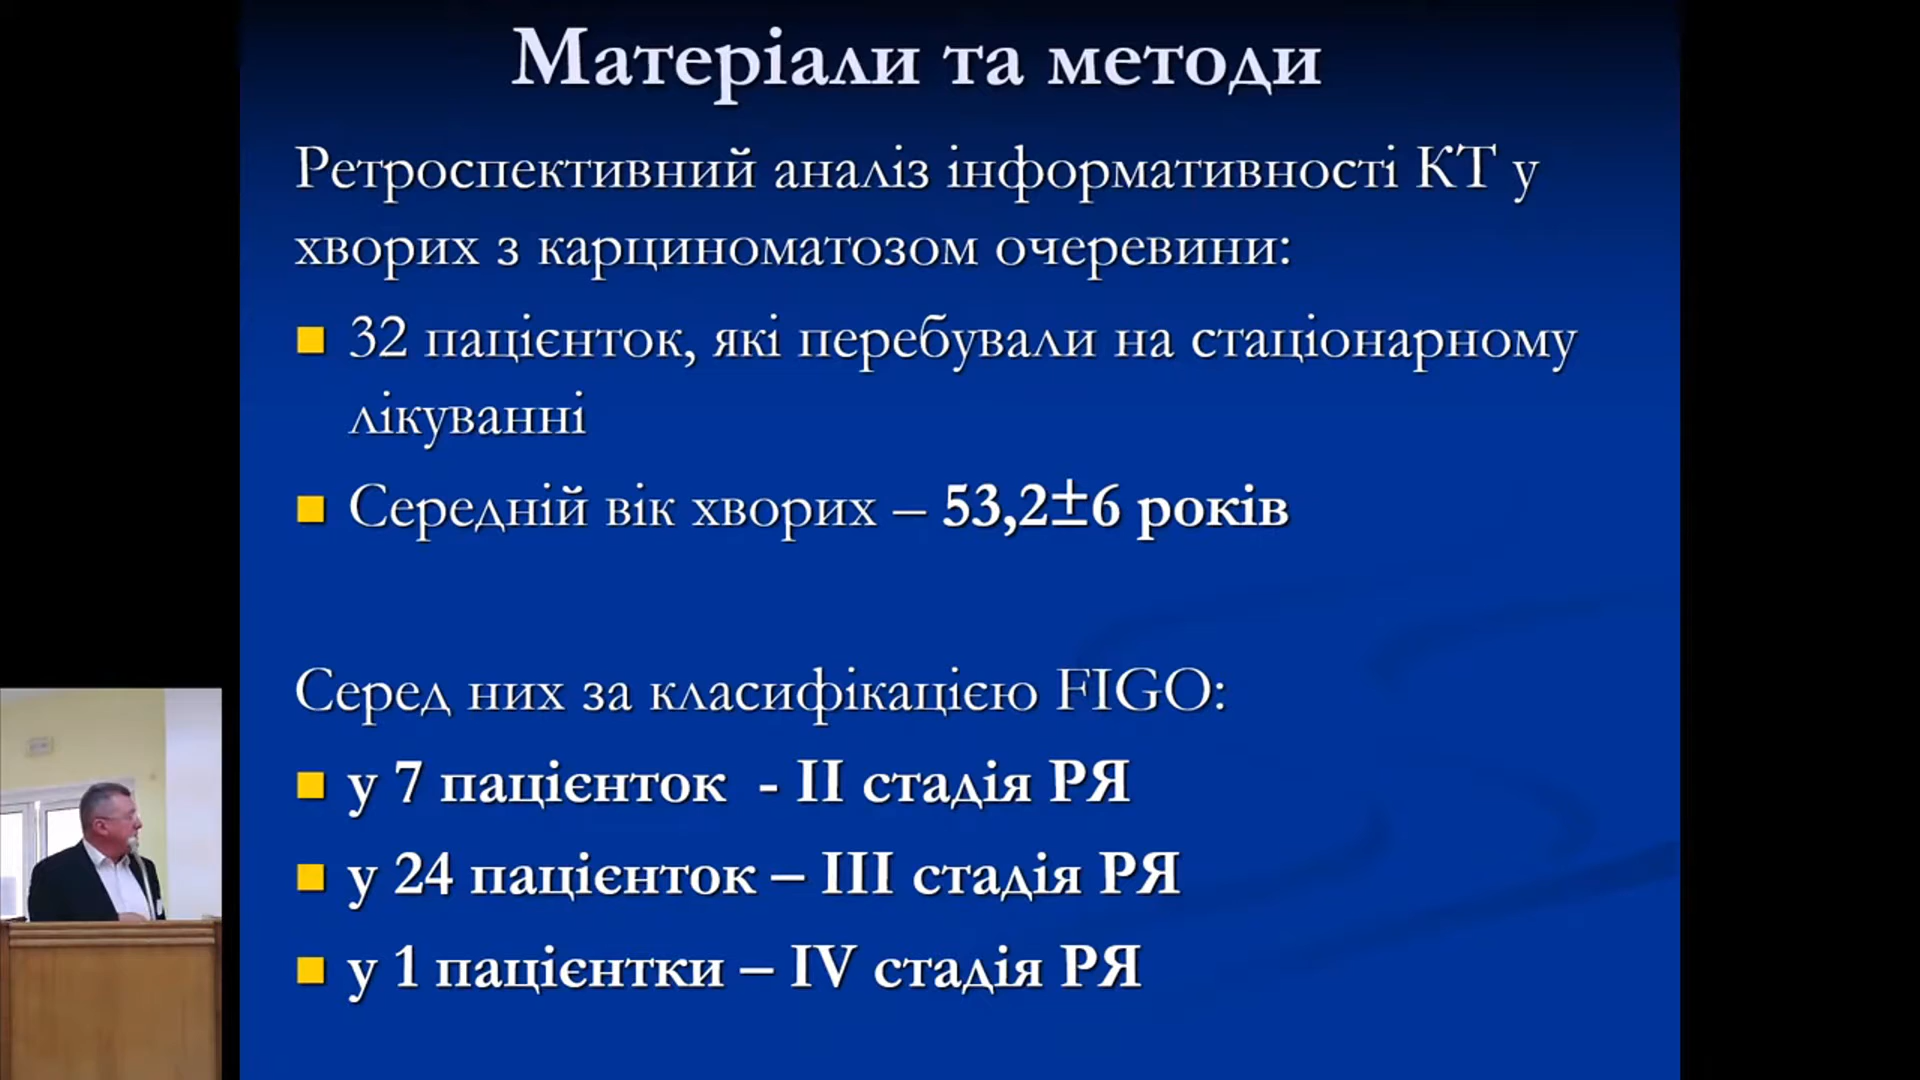 Матеріали та методи
Ретроспективний аналіз інформативності КТ у
хворих з карциноматозом очеревини:
32 пацієнток, які перебували на стаціонарному
лікуванні
Середній вік хворих – 53,2±6 років
Серед них за класифікацією FIGO:
у 7 пацієнток - II стадія РЯ
у 24 пацієнток – III стадія РЯ
у 1 пацієнтки – IV стадія РЯ